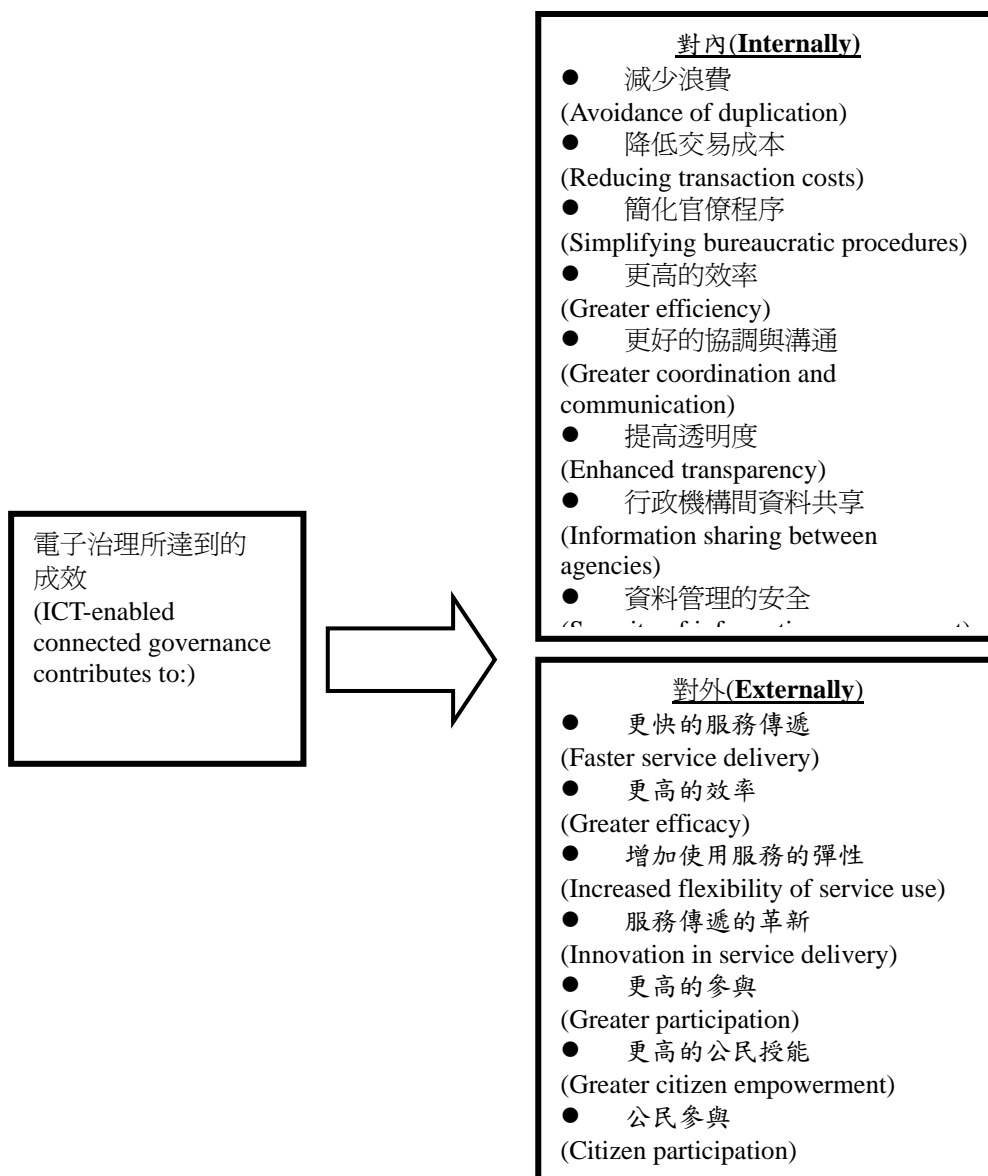 電子治理所達到的
成效
(ICT-enabled
connected governance
contributes to:)
對內(Internally)
● 減少浪費
(Avoidance of duplication)
● 降低交易成本
(Reducing transaction costs)
● 簡化官僚程序
(Simplifying bureaucratic procedures)
● 更高的效率
(Greater efficiency)
● 更好的協調與溝通
(Greater coordination and
communication)
● 提高透明度
(Enhanced transparency)
● 行政機構間資料共享
(Information sharing between
agencies)
● 資料管理的安全
對外(Externally)
● 更快的服務傳遞
(Faster service delivery)
● 更高的效率
(Greater efficacy)
● 增加使用服務的彈性
(Increased flexibility of service use)
● 服務傳遞的革新
(Innovation in service delivery)
● 更高的參與
(Greater participation)
● 更高的公民授能
(Greater citizen empowerment)
● 公民參與
(Citizen participation)